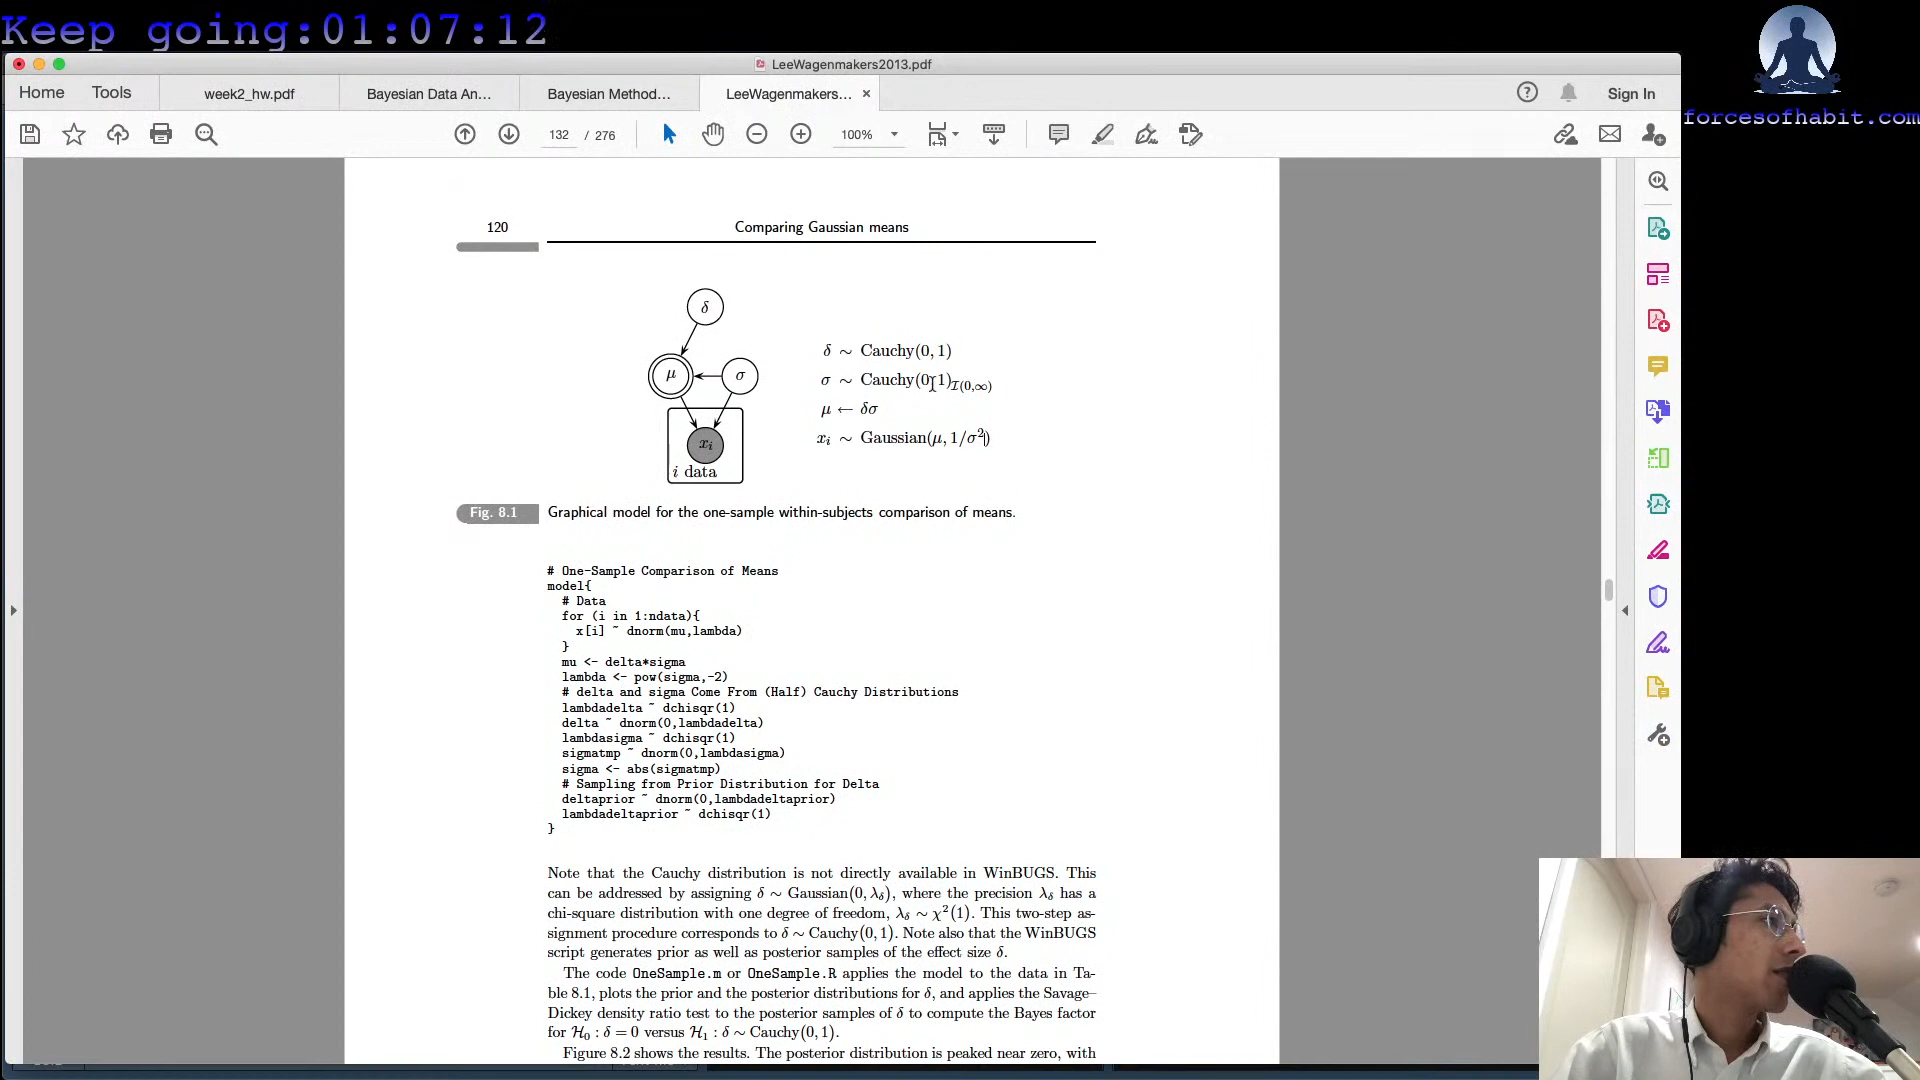 Keep going:01:07:12
forcesofhabit.com
LeeWagenmakers2013.pdf
Home Tools week2_hw.pdf Bayesian Data An... Bayesian Method... LeeWagenmakers... × Sign In
132 / 276 100%
120 Comparing Gaussian means
δ
μ σ
xᵢ
i data
δ ∼ Cauchy(0, 1)
σ ∼ Cauchy(0, 1)ℐ(0,∞)
μ ← δσ
xᵢ ∼ Gaussian(μ, 1/σ²)
Fig. 8.1 Graphical model for the one-sample within-subjects comparison of means.
# One-Sample Comparison of Means
model{
# Data
for (i in 1:ndata){
x[i] ~ dnorm(mu,lambda)
}
mu <- delta*sigma
lambda <- pow(sigma,-2)
# delta and sigma Come From (Half) Cauchy Distributions
lambdadelta ~ dchisqr(1)
delta ~ dnorm(0,lambdadelta)
lambdasigma ~ dchisqr(1)
sigmatmp ~ dnorm(0,lambdasigma)
sigma <- abs(sigmatmp)
# Sampling from Prior Distribution for Delta
deltaprior ~ dnorm(0,lambdadeltaprior)
lambdadeltaprior ~ dchisqr(1)
}
Note that the Cauchy distribution is not directly available in WinBUGS. This
can be addressed by assigning δ ∼ Gaussian(0, λδ), where the precision λδ has a
chi-square distribution with one degree of freedom, λδ ∼ χ²(1). This two-step as-
signment procedure corresponds to δ ∼ Cauchy(0, 1). Note also that the WinBUGS
script generates prior as well as posterior samples of the effect size δ.
The code OneSample.m or OneSample.R applies the model to the data in Ta-
ble 8.1, plots the prior and the posterior distributions for δ, and applies the Savage–
Dickey density ratio test to the posterior samples of δ to compute the Bayes factor
for ℋ₀ : δ = 0 versus ℋ₁ : δ ∼ Cauchy(0, 1).
Figure 8.2 shows the results. The posterior distribution is peaked near zero, with